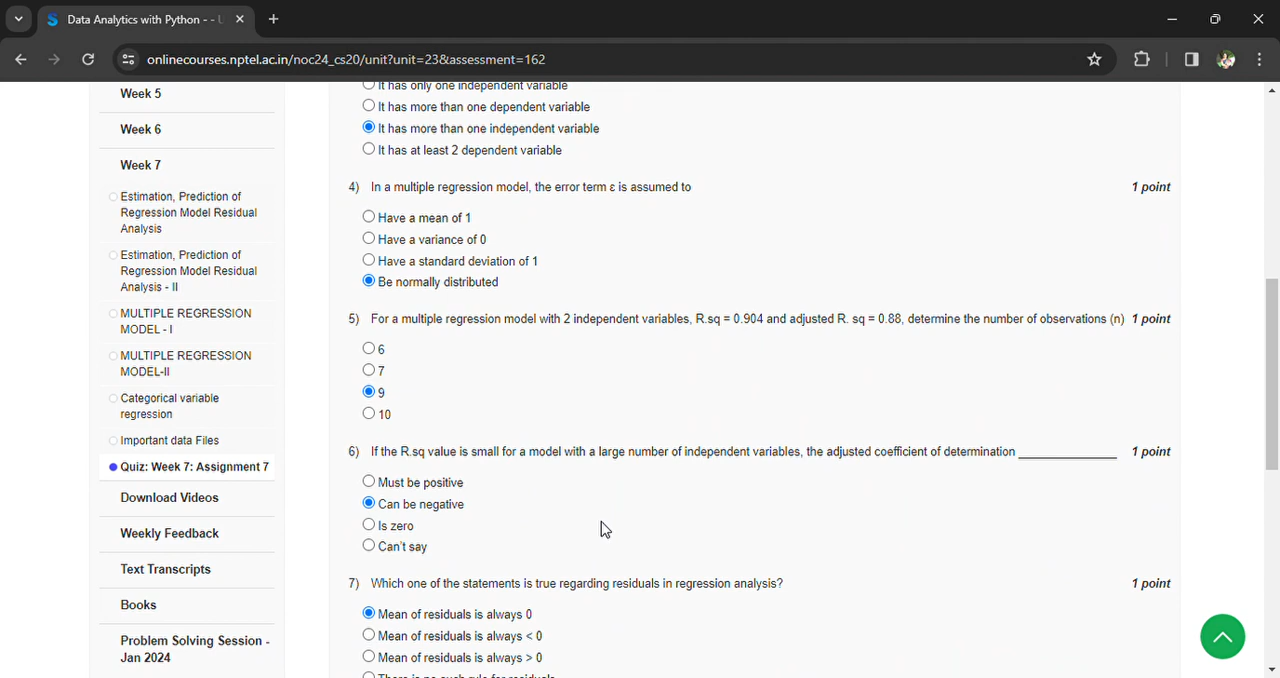 Data Analytics with Python - -
onlinecourses.nptel.ac.in/noc24_cs20/unit?unit=23&assessment=162
Week 5
Week 6
Week 7
Estimation, Prediction of
Regression Model Residual
Analysis
Estimation, Prediction of
Regression Model Residual
Analysis - II
MULTIPLE REGRESSION
MODEL - I
MULTIPLE REGRESSION
MODEL-II
Categorical variable
regression
Important data Files
Quiz: Week 7: Assignment 7
Download Videos
Weekly Feedback
Text Transcripts
Books
Problem Solving Session -
Jan 2024
It has only one independent variable
It has more than one dependent variable
It has more than one independent variable
It has at least 2 dependent variable
4) In a multiple regression model, the error term ε is assumed to 1 point
Have a mean of 1
Have a variance of 0
Have a standard deviation of 1
Be normally distributed
5) For a multiple regression model with 2 independent variables, R.sq = 0.904 and adjusted R. sq = 0.88, determine the number of observations (n) 1 point
6
7
9
10
6) If the R.sq value is small for a model with a large number of independent variables, the adjusted coefficient of determination ______________ 1 point
Must be positive
Can be negative
Is zero
Can't say
7) Which one of the statements is true regarding residuals in regression analysis? 1 point
Mean of residuals is always 0
Mean of residuals is always < 0
Mean of residuals is always > 0
There is no such rule for residuals